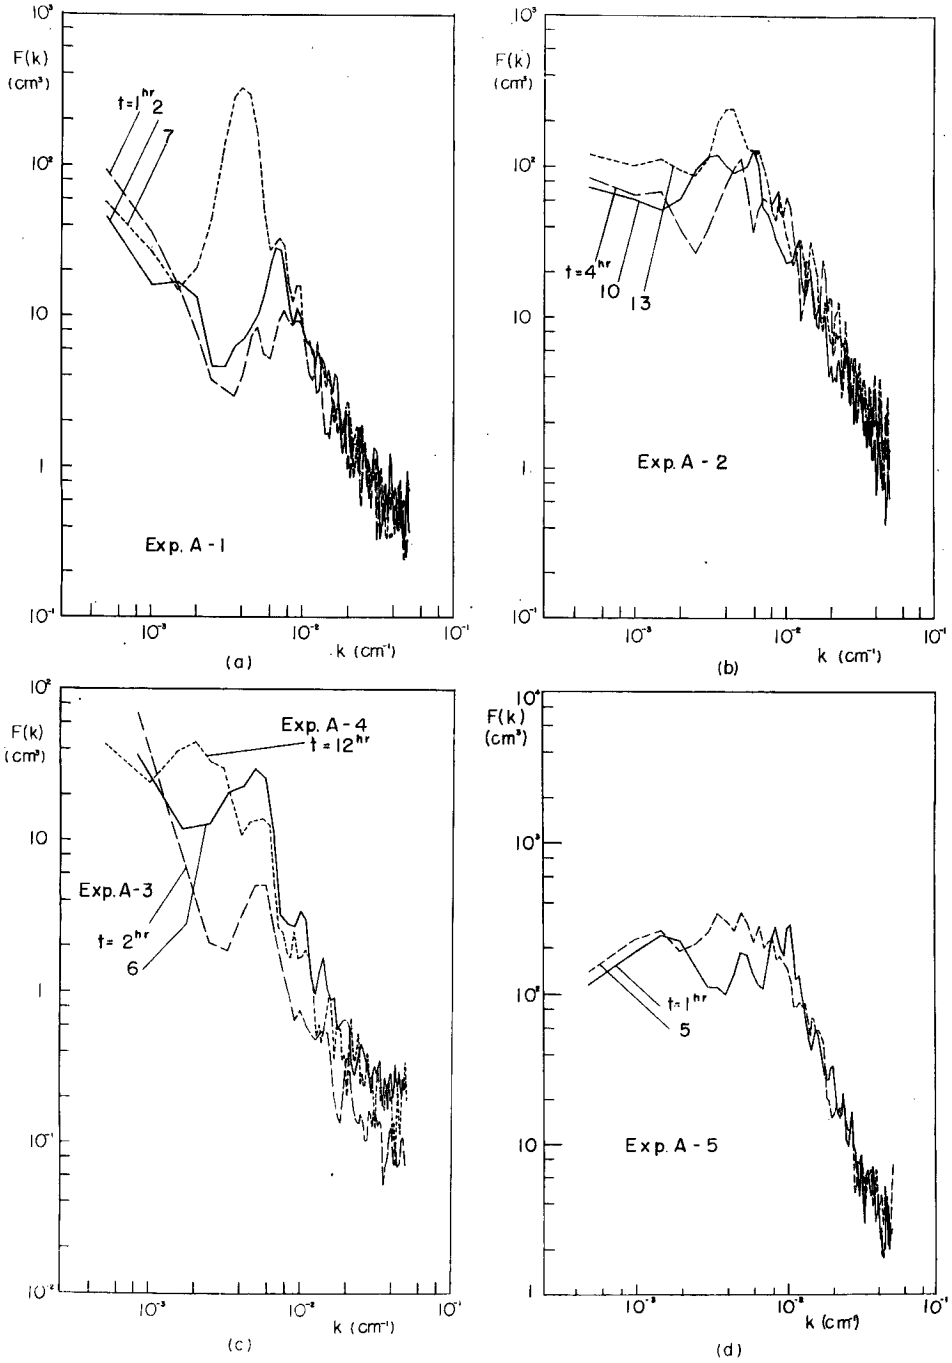 10³
F(k)
(cm³)
t=1hr 2
7
10²
10
1
10⁻¹
Exp. A-1
10⁻³
10⁻²
10⁻¹
k (cm⁻¹)
(a)
10³
F(k)
(cm³)
10²
t=4hr
10
13
10
1
10⁻¹
Exp. A-2
10⁻³
10⁻²
10⁻¹
k (cm⁻¹)
(b)
10²
F(k)
(cm³)
Exp. A-4
t=12hr
10
Exp. A-3
t=2hr
6
1
10⁻¹
10⁻²
10⁻³
10⁻²
10⁻¹
k (cm⁻¹)
(c)
10⁴
F(k)
(cm³)
10³
10²
t=1hr
5
10
Exp. A-5
1
10⁻³
10⁻²
10⁻¹
k (cm⁻¹)
(d)